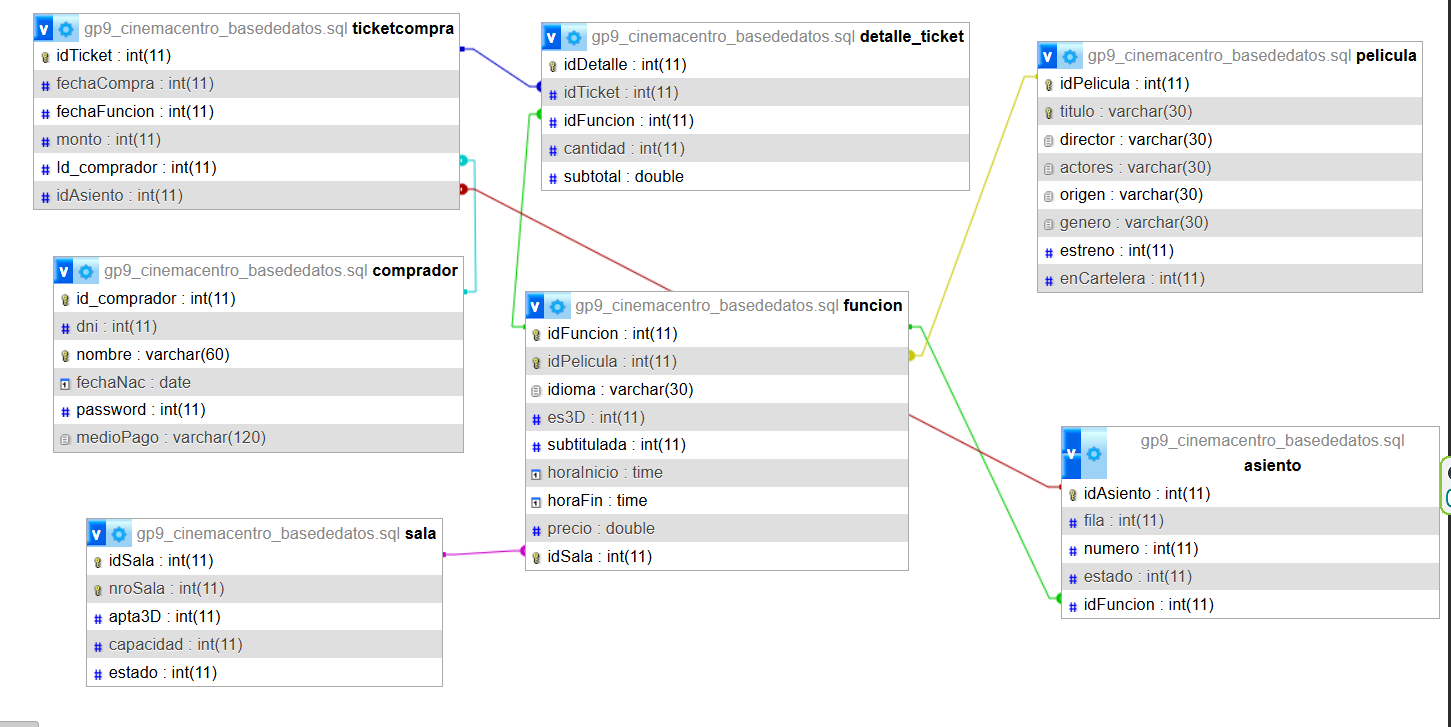 gp9_cinemacentro_basededatos.sql ticketcompra
idTicket : int(11)
fechaCompra : int(11)
fechaFuncion : int(11)
monto : int(11)
Id_comprador : int(11)
idAsiento : int(11)
gp9_cinemacentro_basededatos.sql detalle_ticket
idDetalle : int(11)
idTicket : int(11)
idFuncion : int(11)
cantidad : int(11)
subtotal : double
gp9_cinemacentro_basededatos.sql pelicula
idPelicula : int(11)
titulo : varchar(30)
director : varchar(30)
actores : varchar(30)
origen : varchar(30)
genero : varchar(30)
estreno : int(11)
enCartelera : int(11)
gp9_cinemacentro_basededatos.sql comprador
id_comprador : int(11)
dni : int(11)
nombre : varchar(60)
fechaNac : date
password : int(11)
medioPago : varchar(120)
gp9_cinemacentro_basededatos.sql funcion
idFuncion : int(11)
idPelicula : int(11)
idioma : varchar(30)
es3D : int(11)
subtitulada : int(11)
horaInicio : time
horaFin : time
precio : double
idSala : int(11)
gp9_cinemacentro_basededatos.sql
asiento
idAsiento : int(11)
fila : int(11)
numero : int(11)
estado : int(11)
idFuncion : int(11)
gp9_cinemacentro_basededatos.sql sala
idSala : int(11)
nroSala : int(11)
apta3D : int(11)
capacidad : int(11)
estado : int(11)